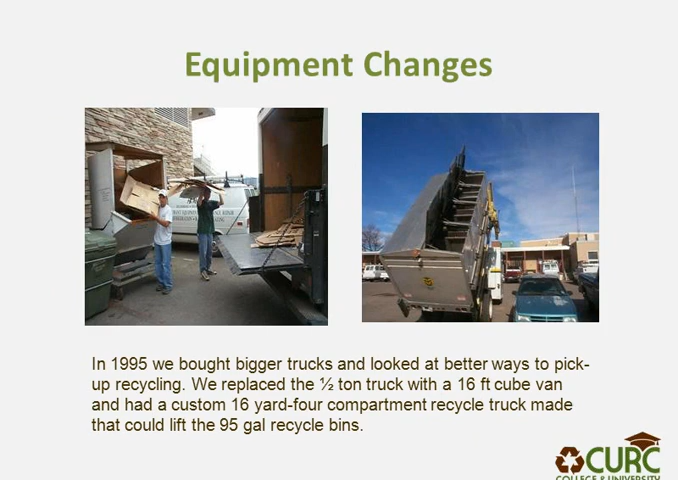 Equipment Changes
In 1995 we bought bigger trucks and looked at better ways to pick-
up recycling. We replaced the ½ ton truck with a 16 ft cube van
and had a custom 16 yard-four compartment recycle truck made
that could lift the 95 gal recycle bins.
CURC
COLLEGE & UNIVERSITY